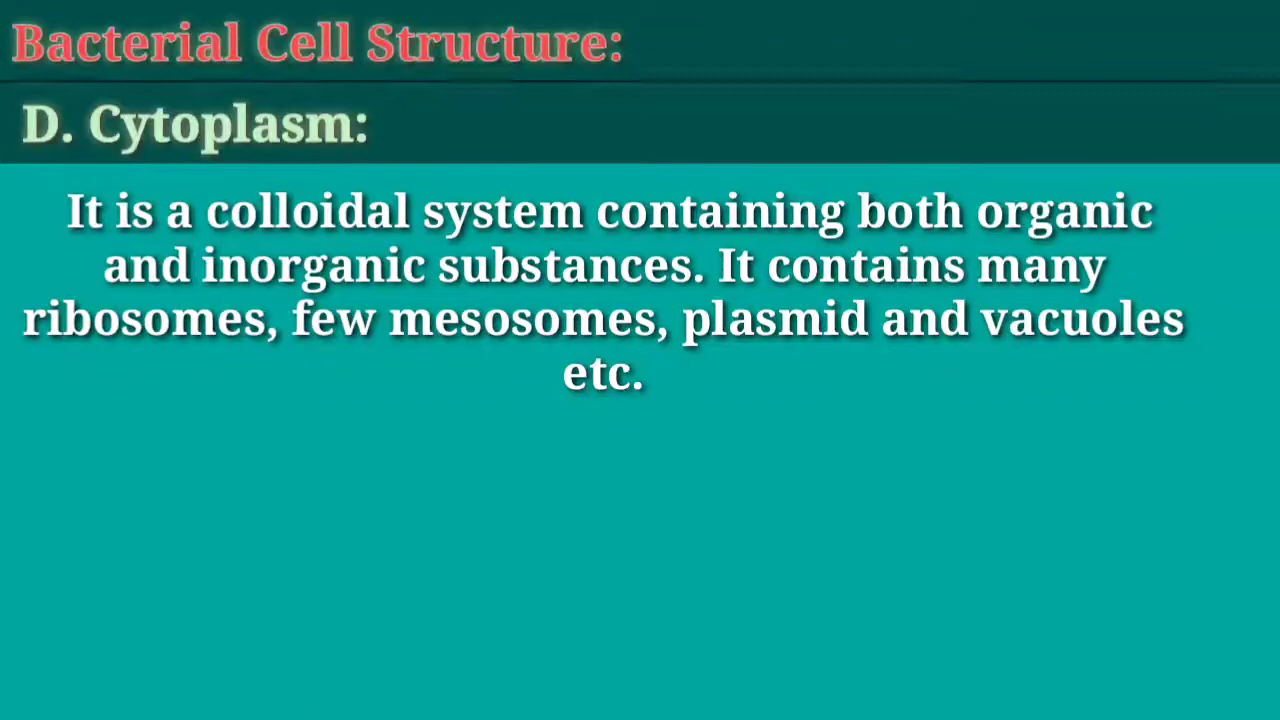 Bacterial Cell Structure:
D. Cytoplasm:
It is a colloidal system containing both organic
and inorganic substances. It contains many
ribosomes, few mesosomes, plasmid and vacuoles
etc.